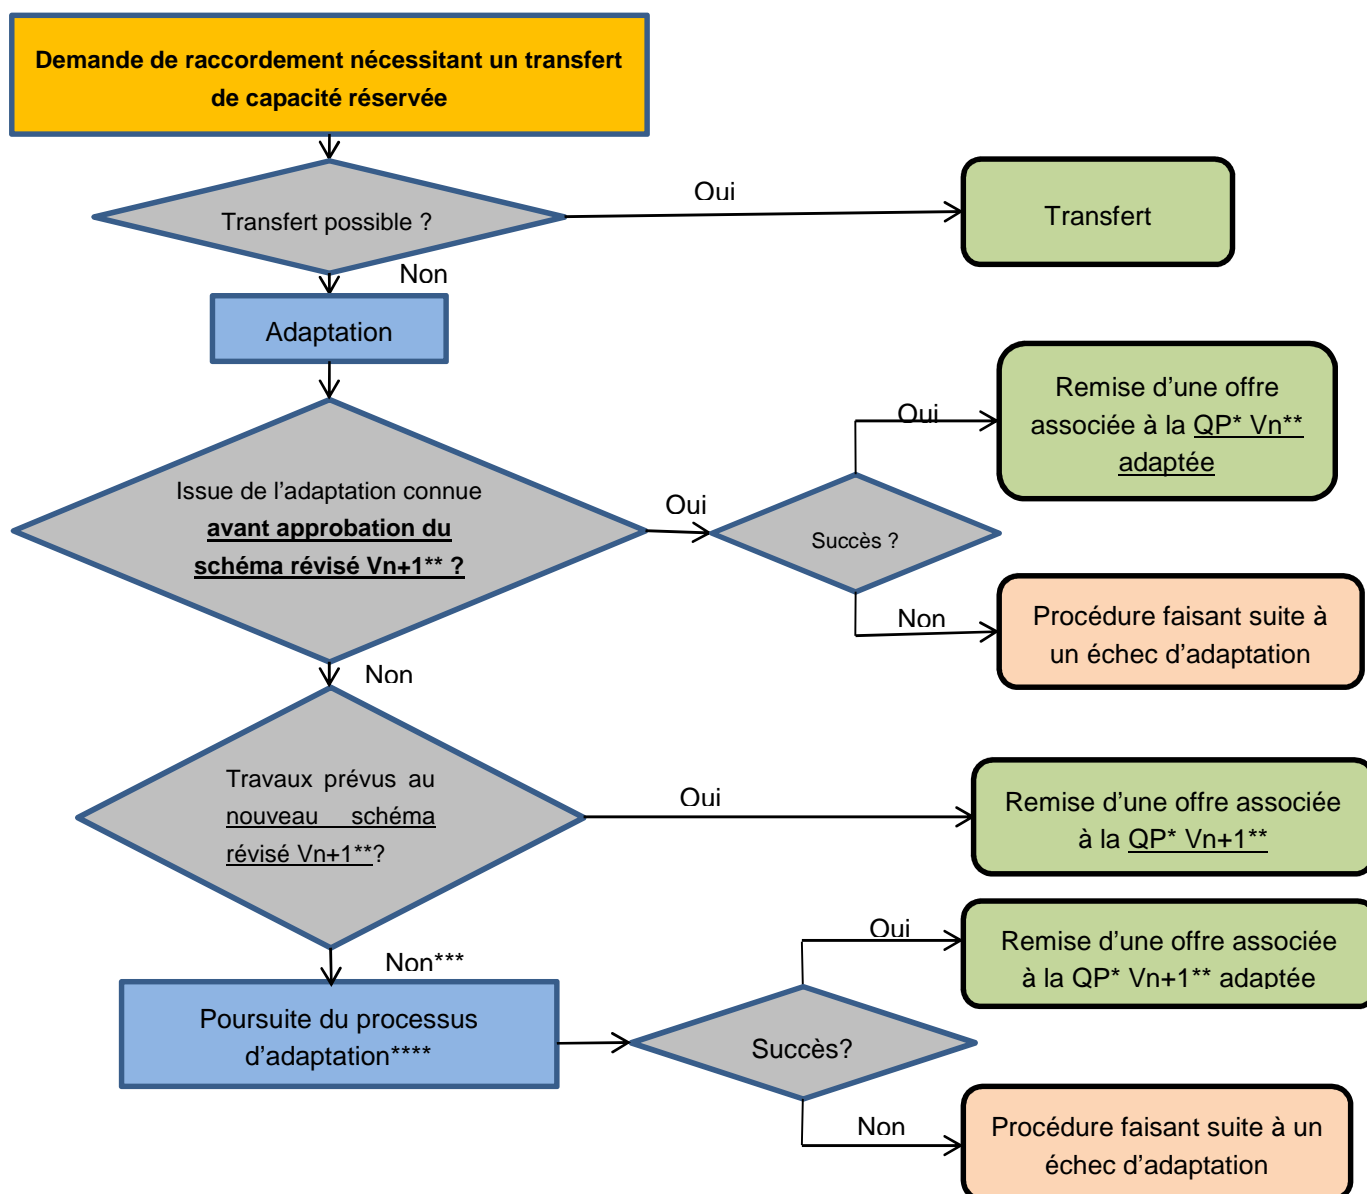 Demande de raccordement nécessitant un transfert
de capacité réservée
Transfert possible ?
Oui
Transfert
Non
Adaptation
Issue de l’adaptation connue
avant approbation du
schéma révisé Vn+1** ?
Oui
Succès ?
Oui
Remise d’une offre
associée à la QP* Vn**
adaptée
Non
Procédure faisant suite à
un échec d’adaptation
Non
Travaux prévus au
nouveau schéma
révisé Vn+1**?
Oui
Remise d’une offre associée
à la QP* Vn+1**
Non***
Poursuite du processus
d’adaptation****
Succès?
Oui
Remise d’une offre associée
à la QP* Vn+1** adaptée
Non
Procédure faisant suite à un
échec d’adaptation